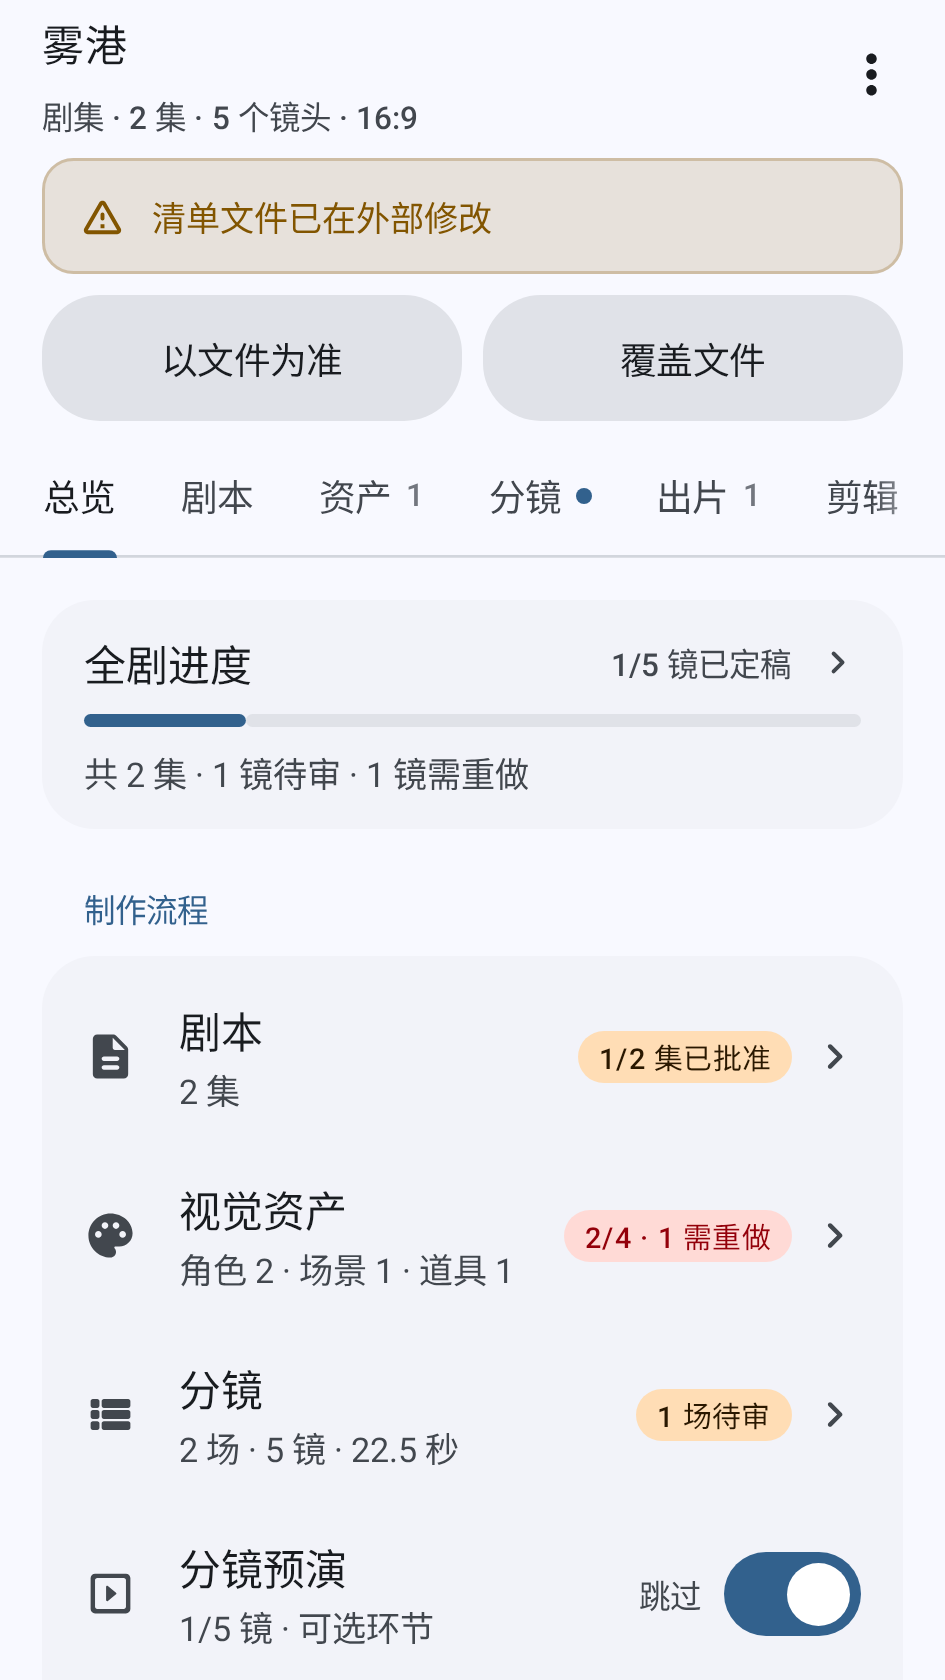 雾港
剧集 · 2 集 · 5 个镜头 · 16:9
清单文件已在外部修改
以文件为准
覆盖文件
总览
剧本
资产 1
分镜
出片 1
剪辑
全剧进度
1/5 镜已定稿
共 2 集 · 1 镜待审 · 1 镜需重做
制作流程
剧本
1/2 集已批准
2 集
视觉资产
2/4 · 1 需重做
角色 2 · 场景 1 · 道具 1
分镜
1 场待审
2 场 · 5 镜 · 22.5 秒
分镜预演
跳过
1/5 镜 · 可选环节